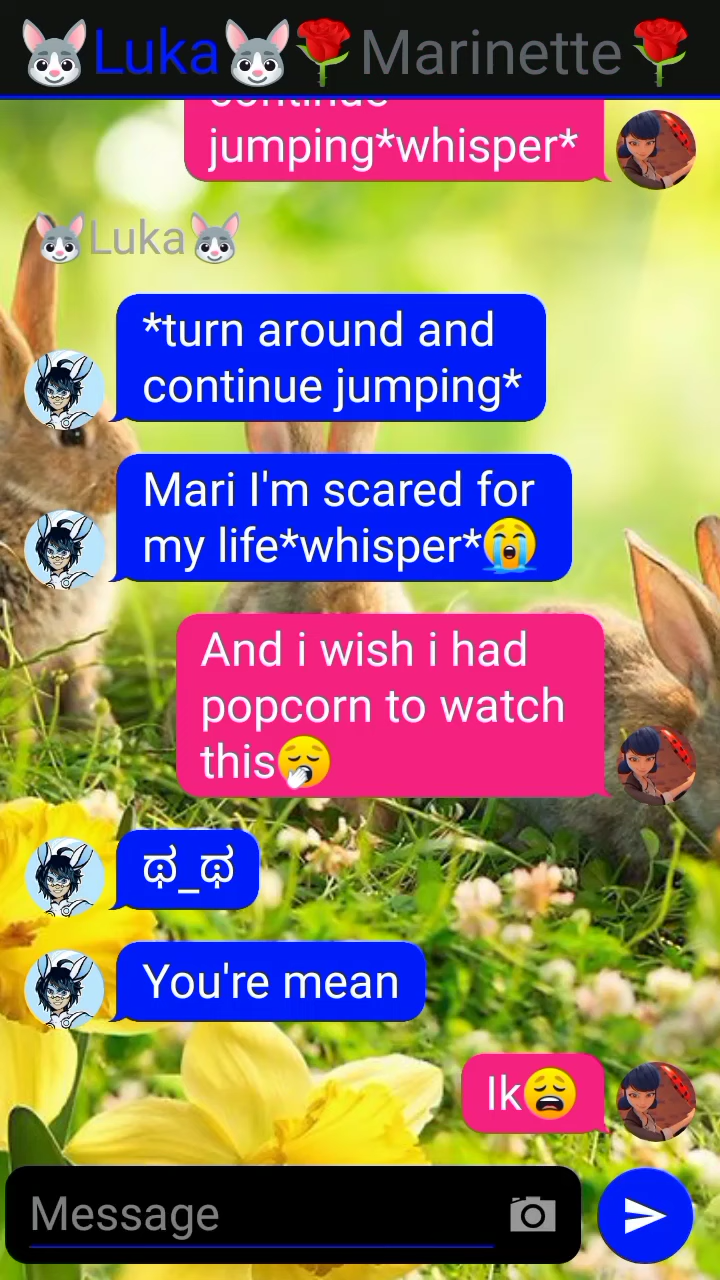 🐰Luka🐰🌹Marinette🌹
continue
jumping*whisper*
🐰Luka🐰
*turn around and
continue jumping*
Mari I'm scared for
my life*whisper*😭
And i wish i had
popcorn to watch
this🥱
ಥ_ಥ
You're mean
Ik😩
Message